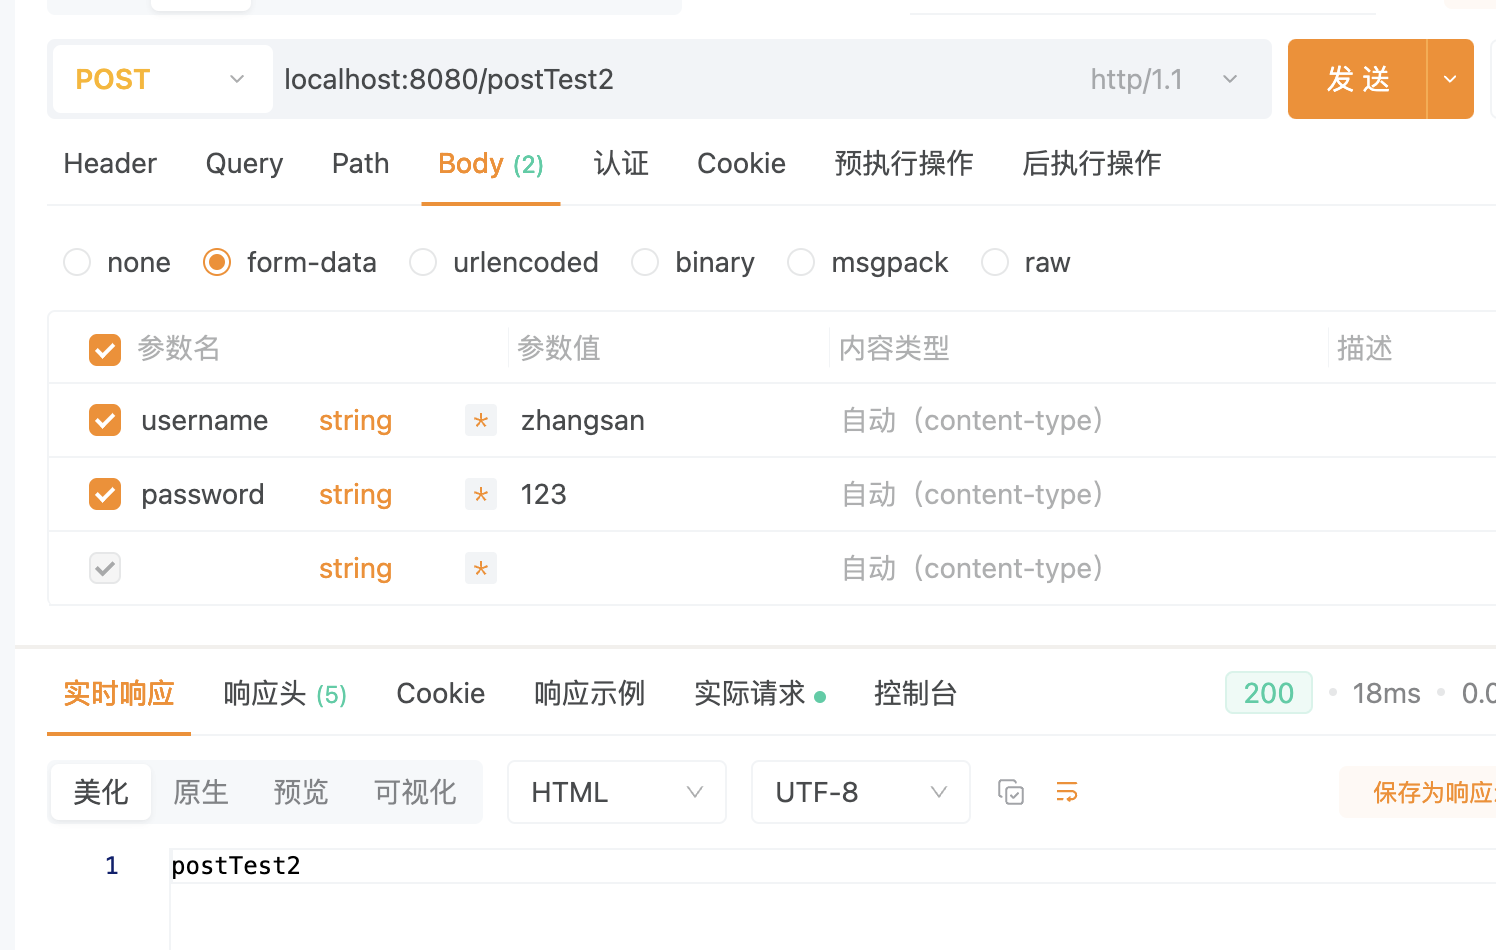 POST localhost:8080/postTest2 http/1.1 发 送
Header Query Path Body (2) 认证 Cookie 预执行操作 后执行操作
none form-data urlencoded binary msgpack raw
参数名 参数值 内容类型 描述
username string * zhangsan 自动（content-type）
password string * 123 自动（content-type）
string * 自动（content-type）
实时响应 响应头 (5) Cookie 响应示例 实际请求 控制台 200 18ms 0.0
美化 原生 预览 可视化 HTML UTF-8 保存为响应
1 postTest2